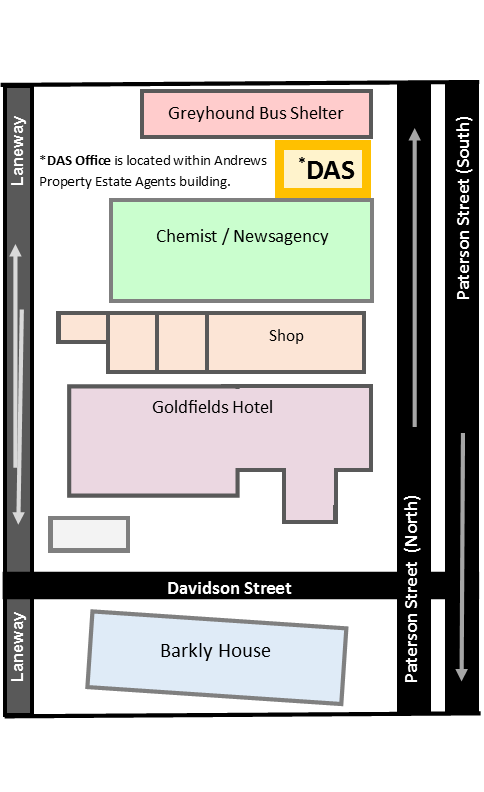 Laneway
Greyhound Bus Shelter
Paterson Street (South)
*DAS Office is located within Andrews
Property Estate Agents building.
*DAS
Chemist / Newsagency
Shop
Goldfields Hotel
Paterson Street (North)
Davidson Street
Laneway
Barkly House